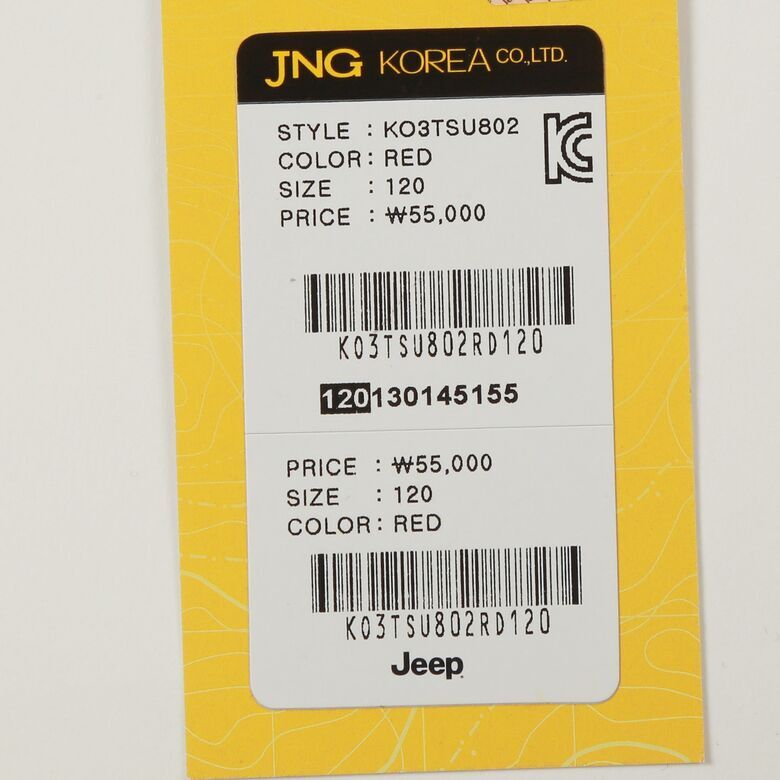 JNG KOREA CO.,LTD.
STYLE : KO3TSU802
COLOR : RED
SIZE : 120
PRICE : ₩55,000
KC
K03TSU802RD120
120130145155
PRICE : ₩55,000
SIZE : 120
COLOR : RED
K03TSU802RD120
Jeep